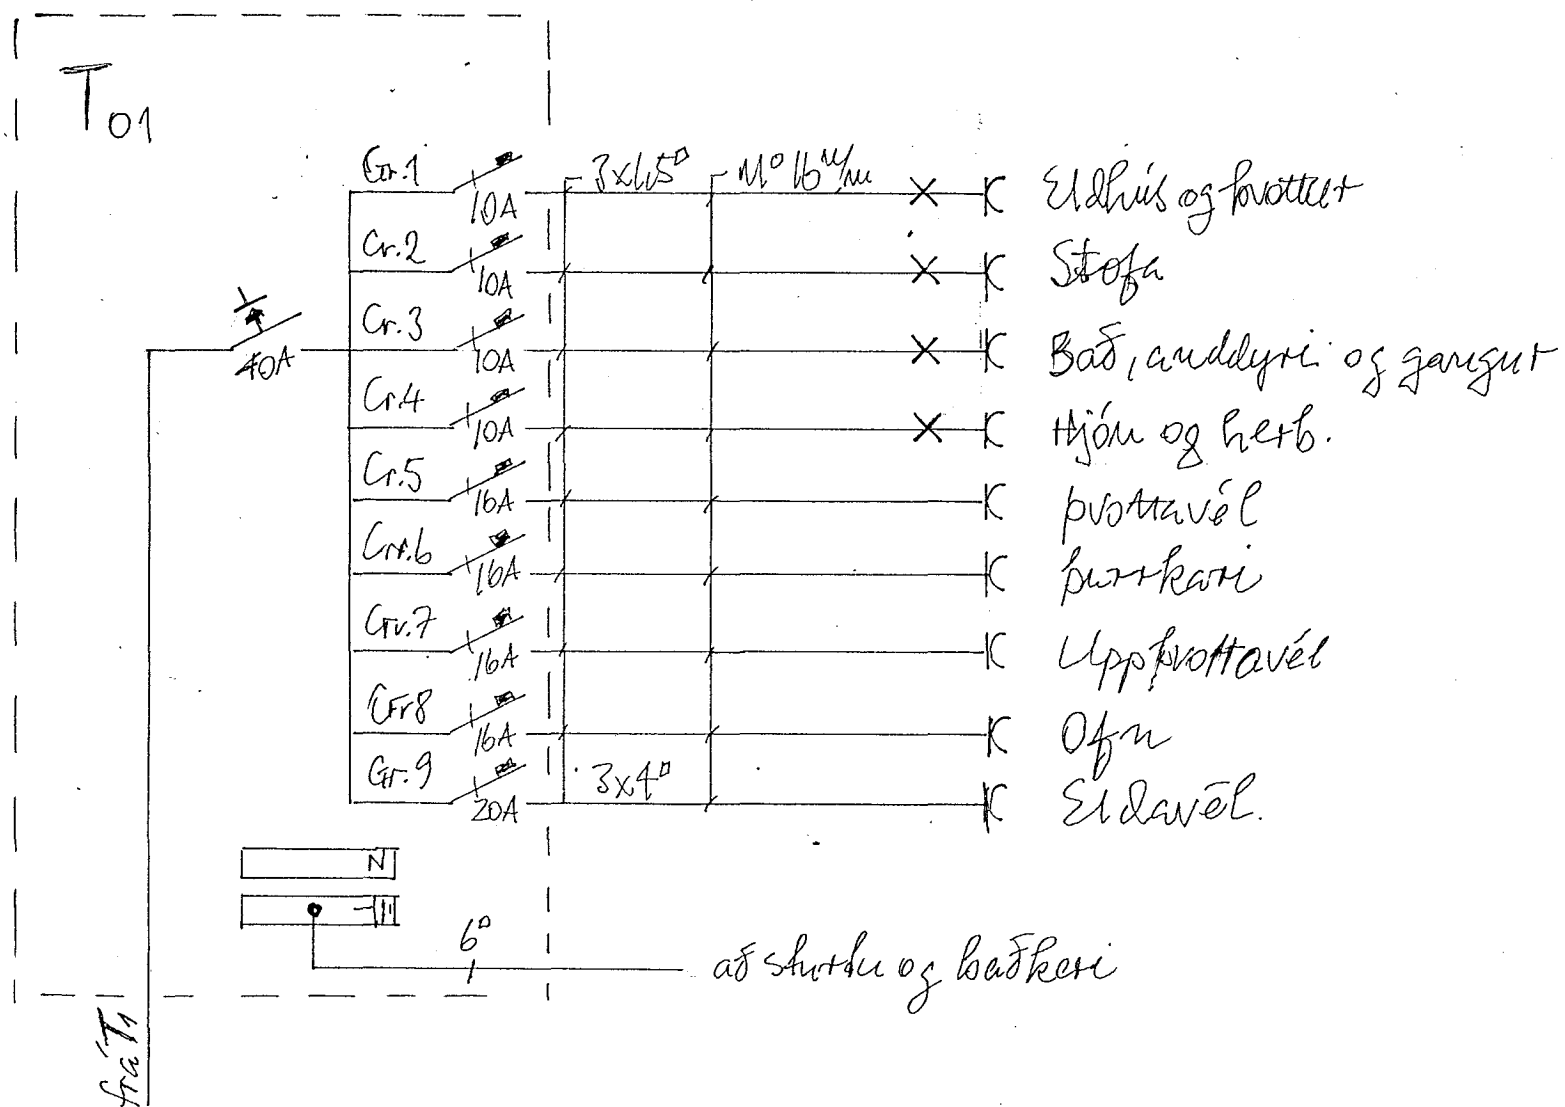 T01
Gr.1 10A 3x1,5▫ M° 16 m/m Eldhús og þvottur
Gr.2 10A Stofa
Gr.3 10A Bað, anddyri og gangur
40A
Gr.4 10A Hjón og herb.
Gr.5 16A þvottavél
Gr.6 16A þurrkari
Gr.7 16A Uppþvottavél
Gr8 16A Ofn
Gr.9 20A 3x4▫ Eldavél.
N
6▫ að sturtu og baðkeri
frá T1